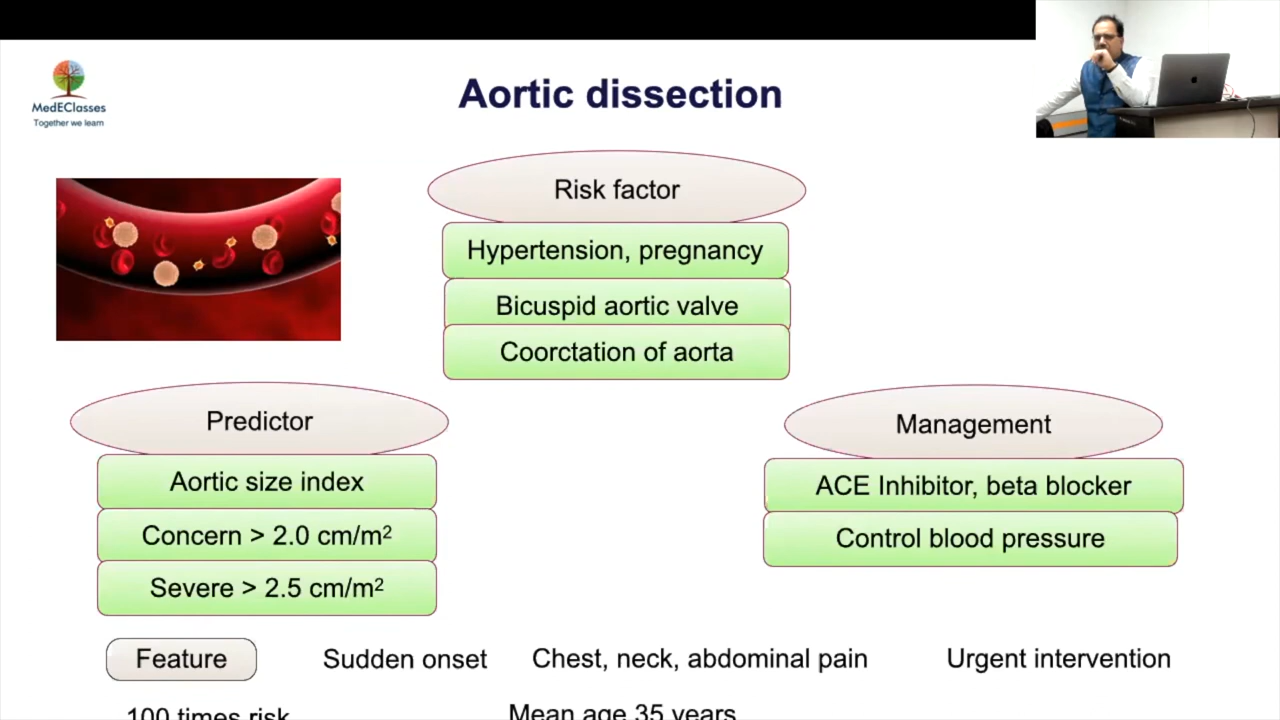 MedEClasses
Together we learn
Aortic dissection
Risk factor
Hypertension, pregnancy
Bicuspid aortic valve
Coorctation of aorta
Predictor
Aortic size index
Concern > 2.0 cm/m²
Severe > 2.5 cm/m²
Management
ACE Inhibitor, beta blocker
Control blood pressure
Feature
Sudden onset
Chest, neck, abdominal pain
Urgent intervention
100 times risk
Mean age 35 years